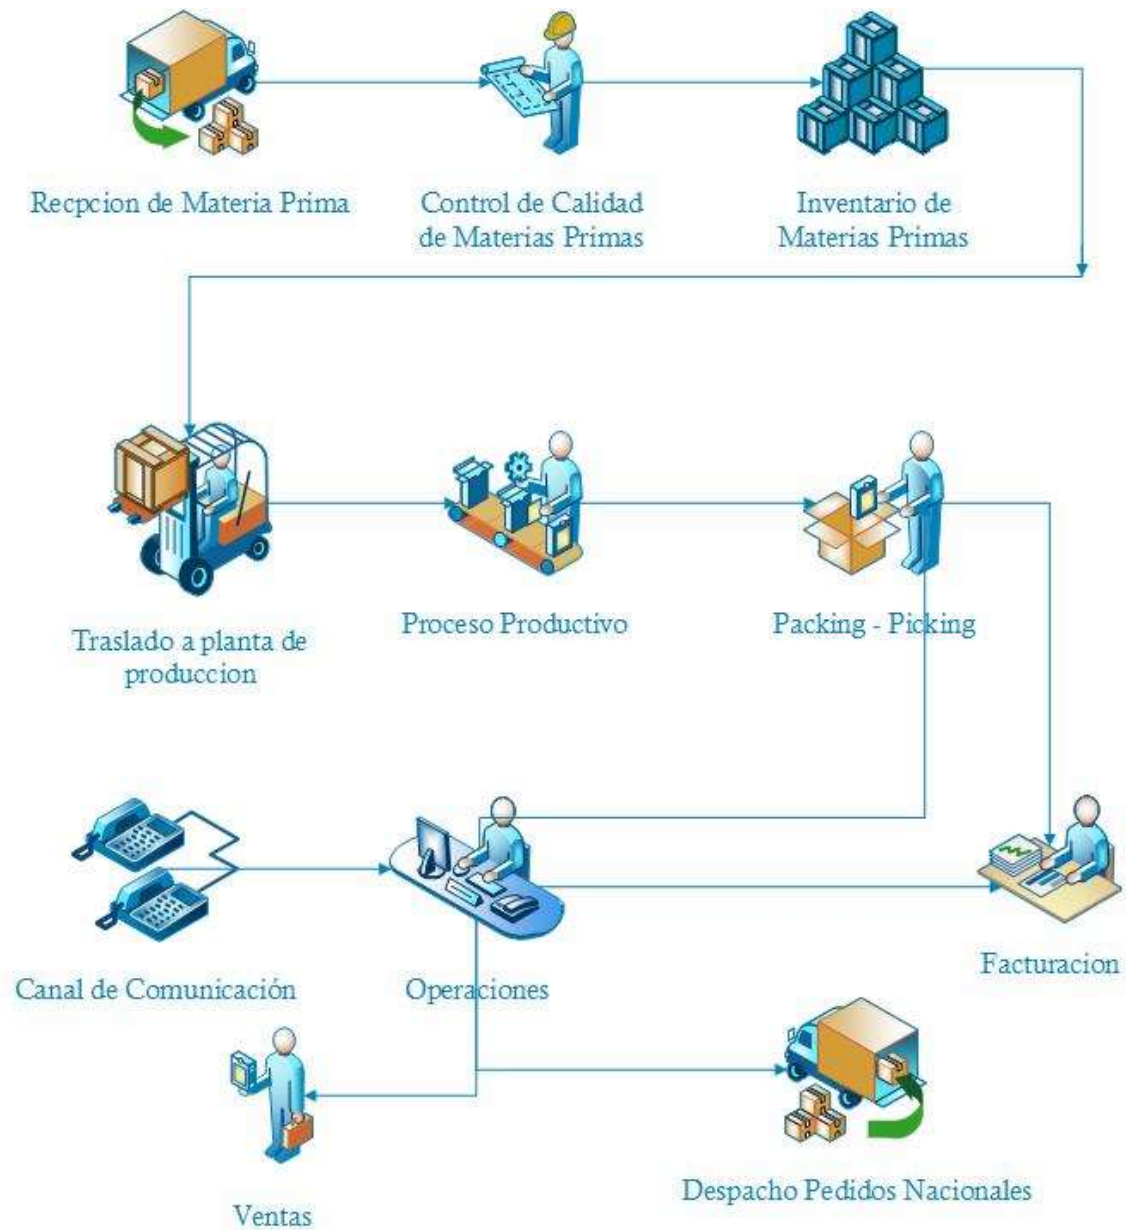 Recpcion de Materia Prima
Control de Calidad
de Materias Primas
Inventario de
Materias Primas
Traslado a planta de
produccion
Proceso Productivo
Packing - Picking
Canal de Comunicación
Operaciones
Facturacion
Ventas
Despacho Pedidos Nacionales